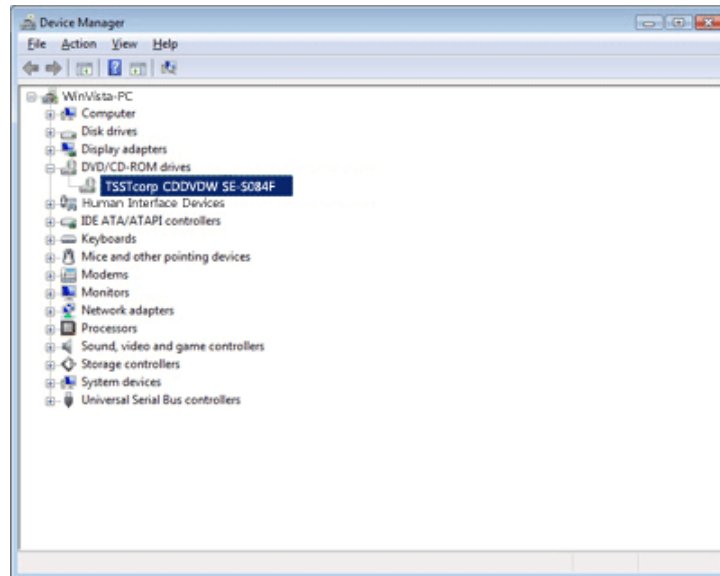 Device Manager
File Action View Help
WinVista-PC
Computer
Disk drives
Display adapters
DVD/CD-ROM drives
TSSTcorp CDDVDW SE-S084F
Human Interface Devices
IDE ATA/ATAPI controllers
Keyboards
Mice and other pointing devices
Modems
Monitors
Network adapters
Processors
Sound, video and game controllers
Storage controllers
System devices
Universal Serial Bus controllers